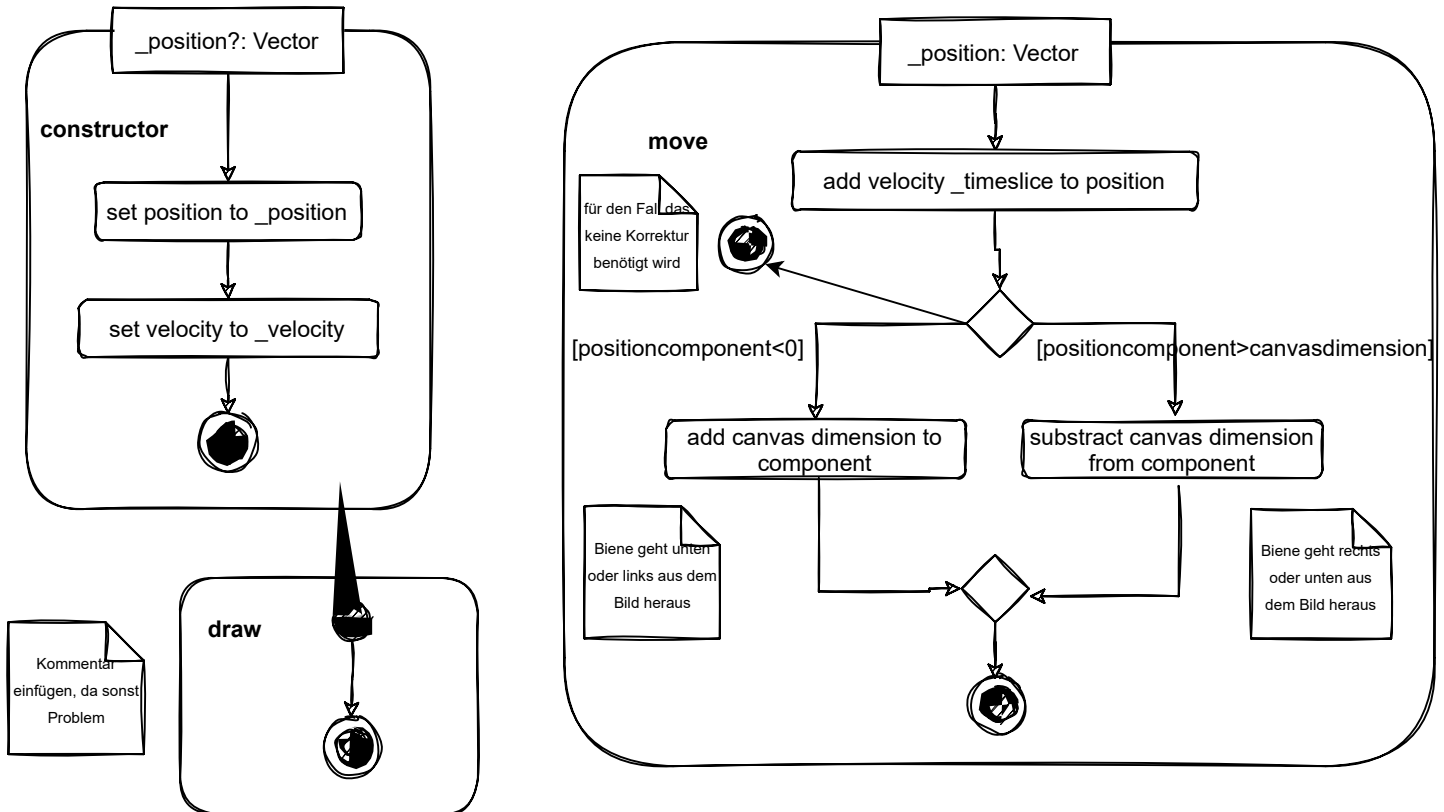 _position?: Vector
constructor
set position to _position
set velocity to _velocity
draw
Kommentar
einfügen, da sonst
Problem
_position: Vector
move
add velocity _timeslice to position
für den Fall das
keine Korrektur
benötigt wird
[positioncomponent<0]
[positioncomponent>canvasdimension]
add canvas dimension to
component
substract canvas dimension
from component
Biene geht unten
oder links aus dem
Bild heraus
Biene geht rechts
oder unten aus
dem Bild heraus